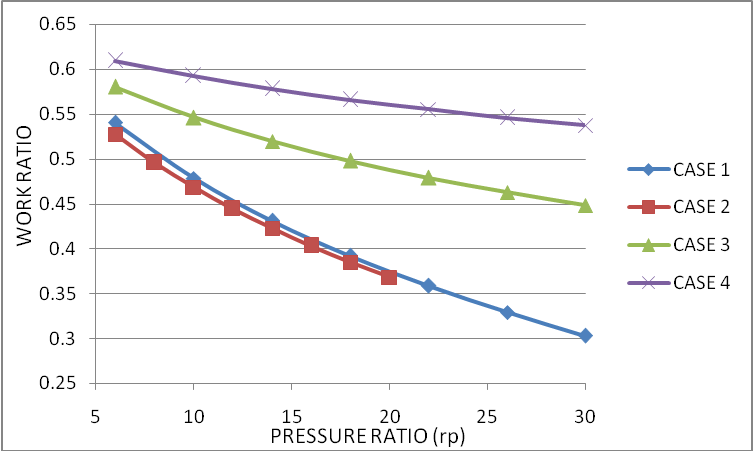 0.65
0.6
0.55
0.5
0.45
0.4
0.35
0.3
0.25
WORK RATIO
5 10 15 20 25 30
PRESSURE RATIO (rp)
CASE 1
CASE 2
CASE 3
CASE 4